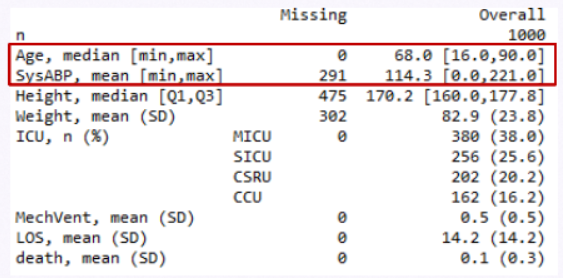 Missing Overall
n 1000
Age, median [min,max] 0 68.0 [16.0,90.0]
SysABP, mean [min,max] 291 114.3 [0.0,221.0]
Height, median [Q1,Q3] 475 170.2 [160.0,177.8]
Weight, mean (SD) 302 82.9 (23.8)
ICU, n (%) MICU 0 380 (38.0)
SICU 256 (25.6)
CSRU 202 (20.2)
CCU 162 (16.2)
MechVent, mean (SD) 0 0.5 (0.5)
LOS, mean (SD) 0 14.2 (14.2)
death, mean (SD) 0 0.1 (0.3)